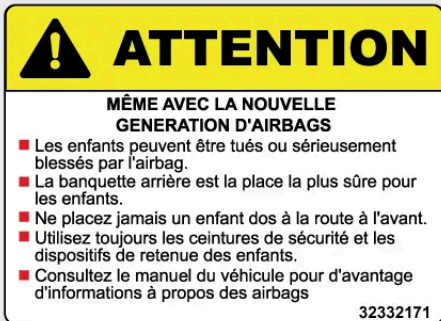 ATTENTION
MÊME AVEC LA NOUVELLE
GENERATION D'AIRBAGS
Les enfants peuvent être tués ou sérieusement
blessés par l'airbag.
La banquette arrière est la place la plus sûre pour
les enfants.
Ne placez jamais un enfant dos à la route à l'avant.
Utilisez toujours les ceintures de sécurité et les
dispositifs de retenue des enfants.
Consultez le manuel du véhicule pour d'avantage
d'informations à propos des airbags
32332171